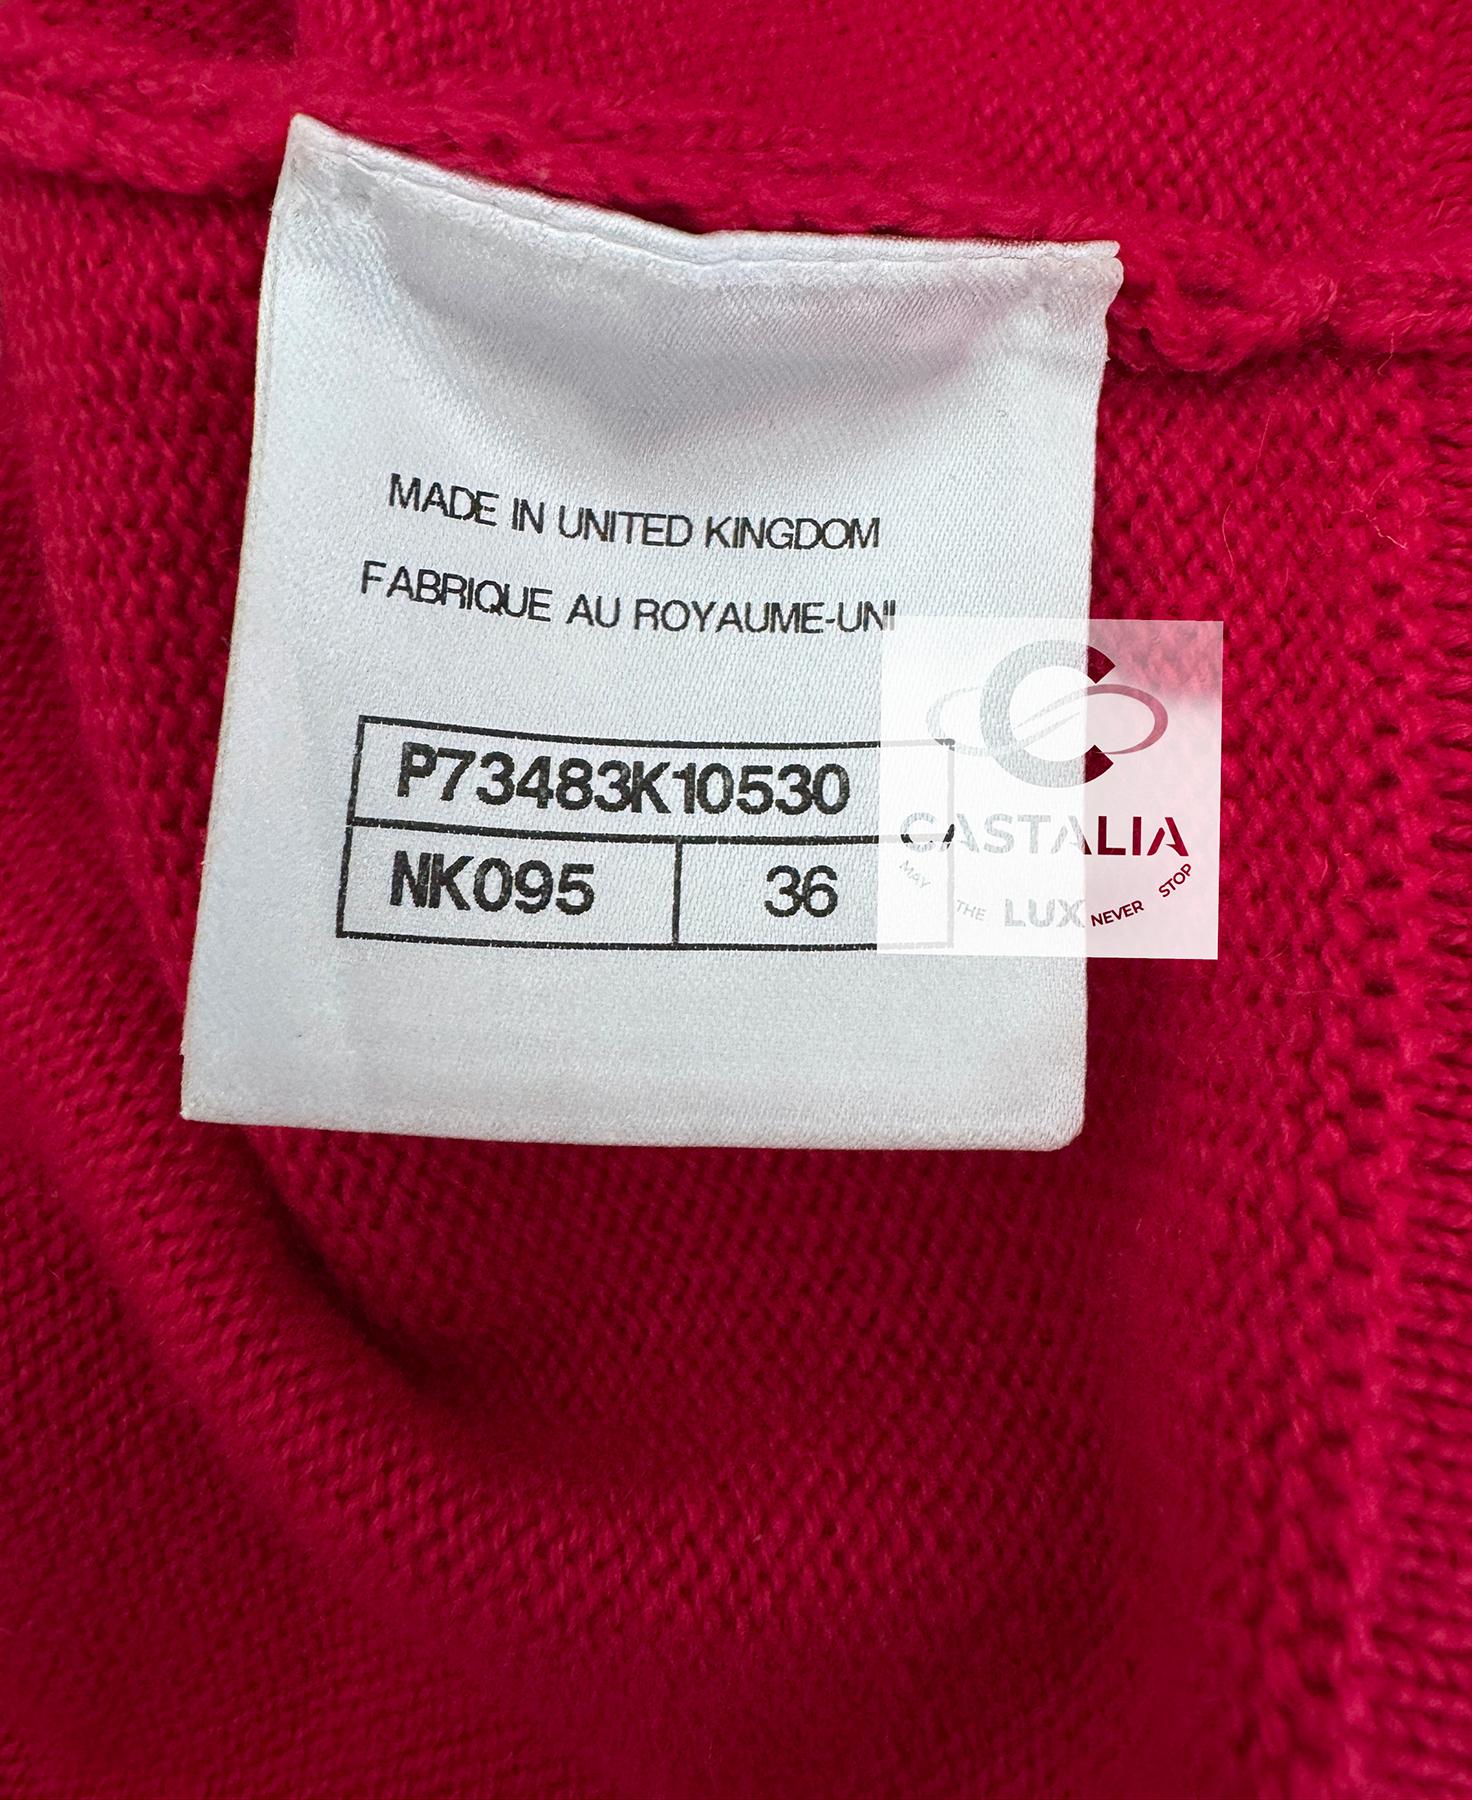 MADE IN UNITED KINGDOM
FABRIQUE AU ROYAUME-UNI
P73483K10530
NK095 36
CASTALIA
MAY THE LUX NEVER STOP